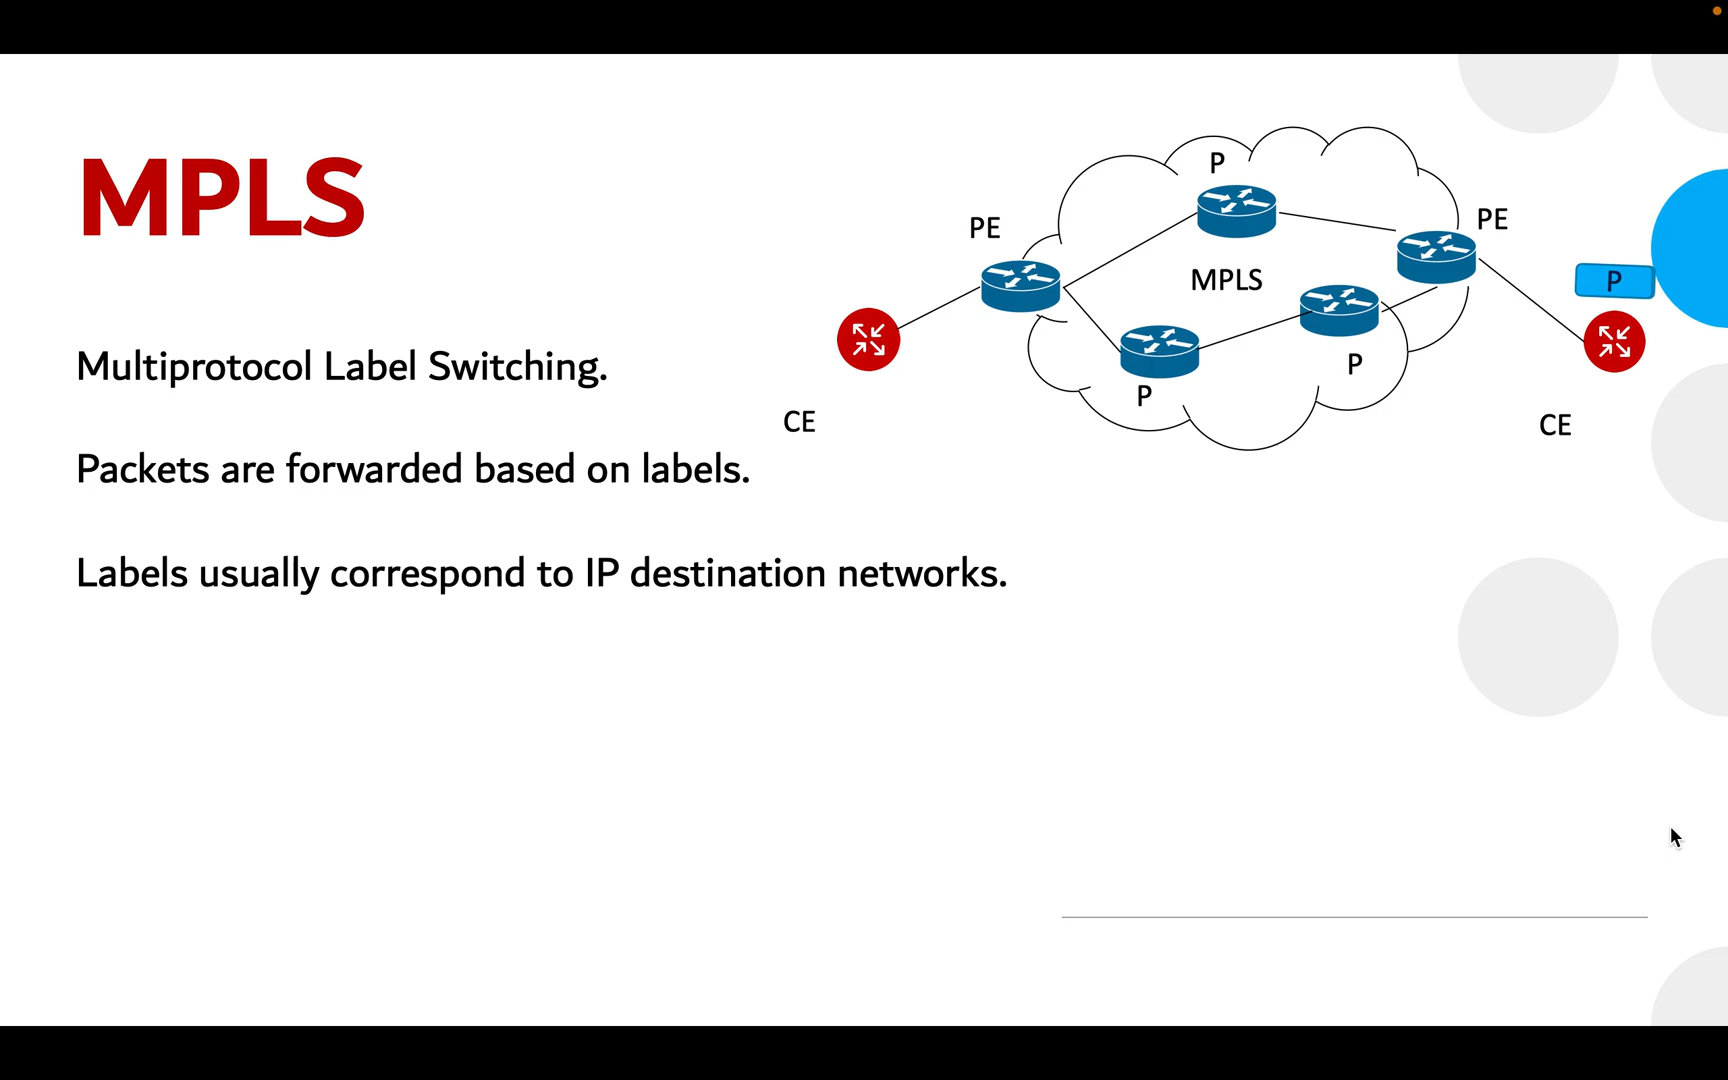 MPLS
Multiprotocol Label Switching.
Packets are forwarded based on labels.
Labels usually correspond to IP destination networks.
P
PE
PE
MPLS
P
P
P
CE
CE